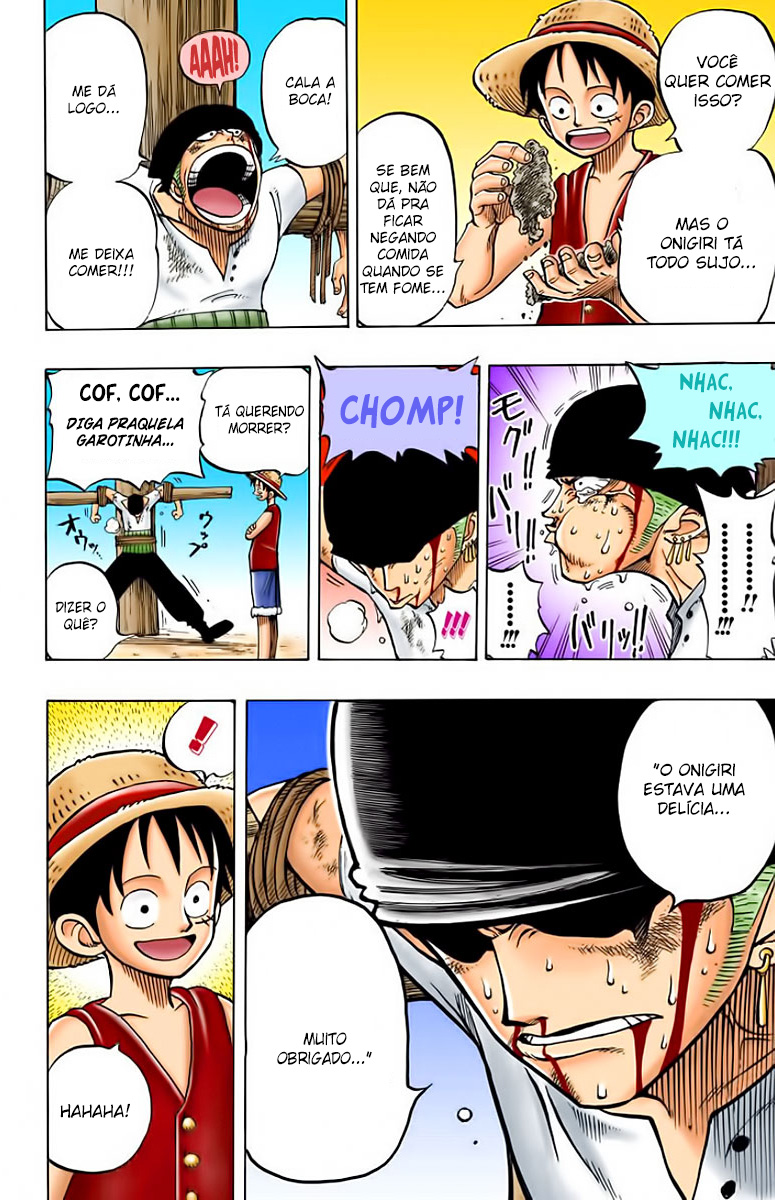 VOCÊ
QUER COMER
ISSO?
MAS O
ONIGIRI TÁ
TODO SUJO...
SE BEM
QUE, NÃO
DÁ PRA
FICAR
NEGANDO
COMIDA
QUANDO SE
TEM FOME...
CALA A
BOCA!
AAAH!
ME DÁ
LOGO...
ME DEIXA
COMER!!!
NHAC,
NHAC,
NHAC!!!
モグ!!
バリ!!
バリッ!!
........!!!
........!!!
CHOMP!
!!!
TÁ QUERENDO
MORRER?
COF, COF...
DIGA PRAQUELA
GAROTINHA...
オウッ
ウップ
DIZER O
QUÊ?
"O ONIGIRI
ESTAVA UMA
DELÍCIA...
MUITO
OBRIGADO..."
!
HAHAHA!